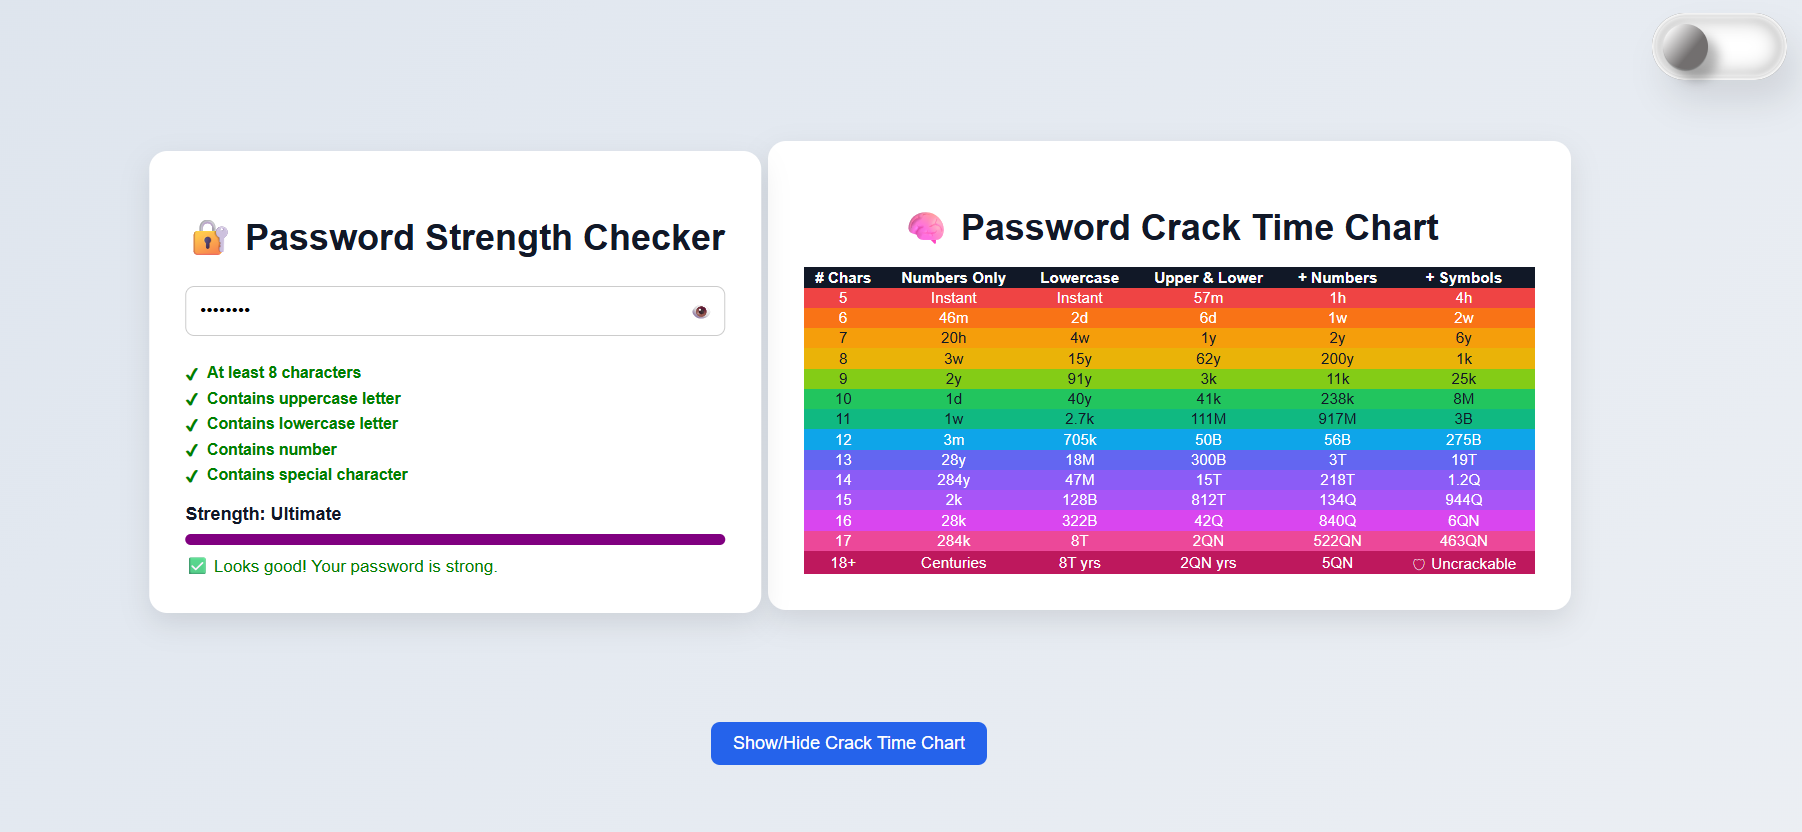 Password Strength Checker
••••••••
✔ At least 8 characters
✔ Contains uppercase letter
✔ Contains lowercase letter
✔ Contains number
✔ Contains special character
Strength: Ultimate
✅ Looks good! Your password is strong.
Password Crack Time Chart
# Chars Numbers Only Lowercase Upper & Lower + Numbers + Symbols
5 Instant Instant 57m 1h 4h
6 46m 2d 6d 1w 2w
7 20h 4w 1y 2y 6y
8 3w 15y 62y 200y 1k
9 2y 91y 3k 11k 25k
10 1d 40y 41k 238k 8M
11 1w 2.7k 111M 917M 3B
12 3m 705k 50B 56B 275B
13 28y 18M 300B 3T 19T
14 284y 47M 15T 218T 1.2Q
15 2k 128B 812T 134Q 944Q
16 28k 322B 42Q 840Q 6QN
17 284k 8T 2QN 522QN 463QN
18+ Centuries 8T yrs 2QN yrs 5QN Uncrackable
Show/Hide Crack Time Chart